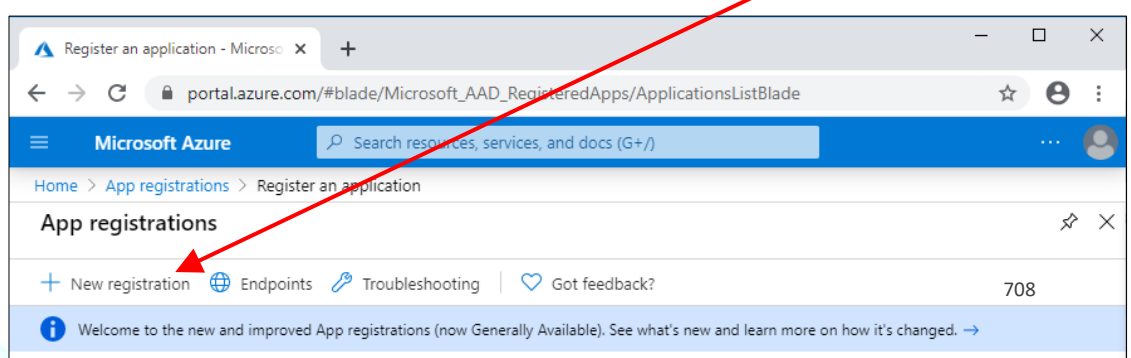 Register an application - Microso
portal.azure.com/#blade/Microsoft_AAD_RegisteredApps/ApplicationsListBlade
Microsoft Azure Search resources, services, and docs (G+/)
Home > App registrations > Register an application
App registrations
New registration Endpoints Troubleshooting Got feedback? 708
Welcome to the new and improved App registrations (now Generally Available). See what's new and learn more on how it's changed. →